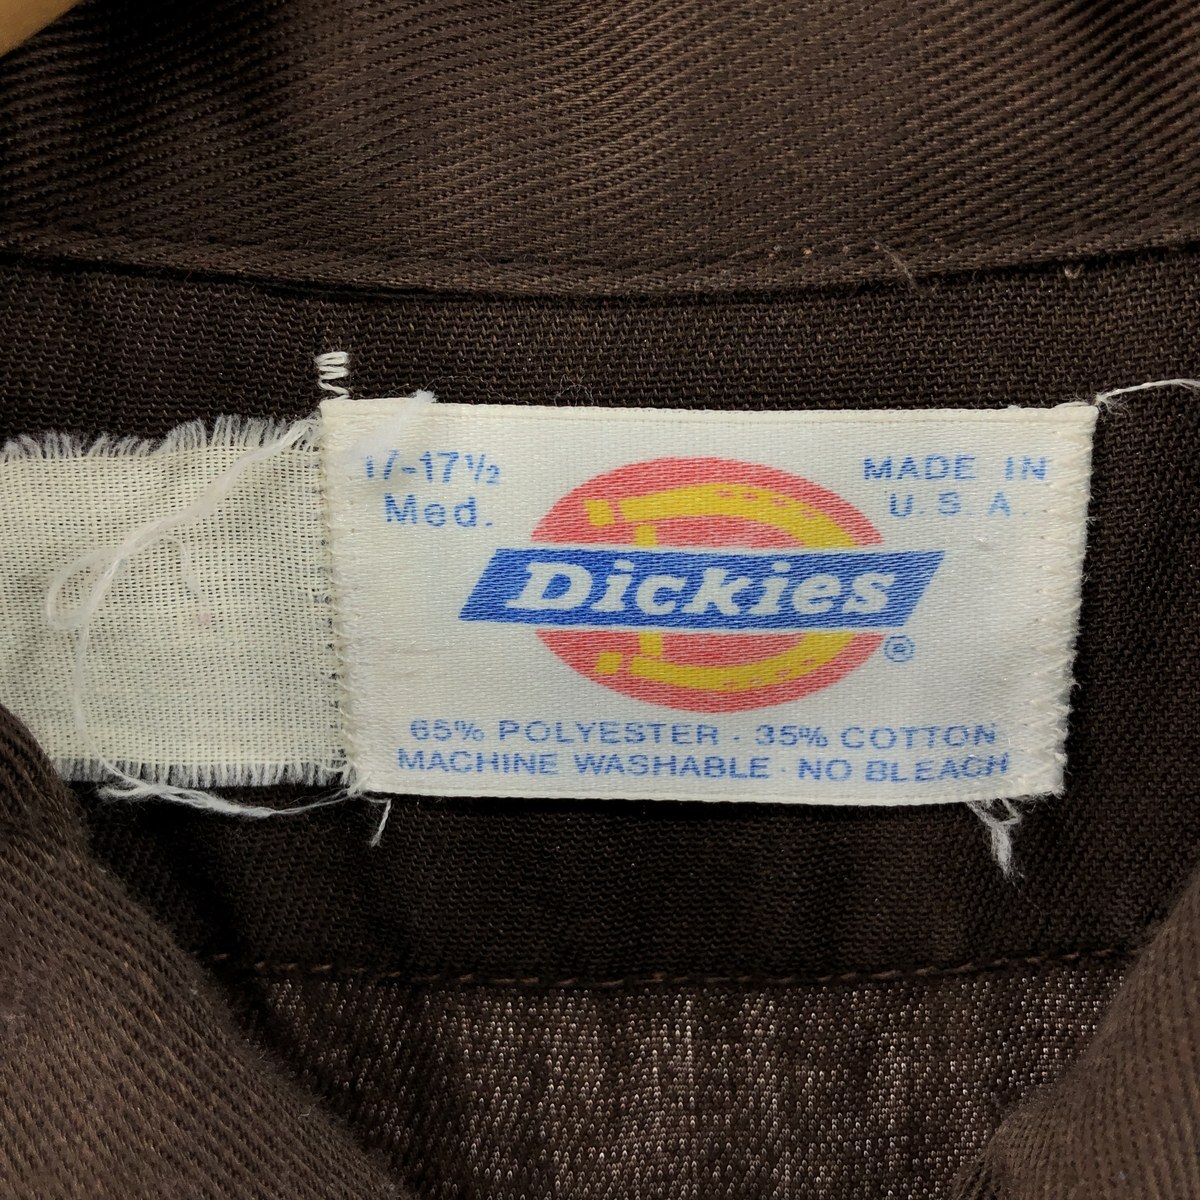 17-17½
Med.
MADE IN
U.S.A.
Dickies
®
65% POLYESTER · 35% COTTON
MACHINE WASHABLE · NO BLEACH